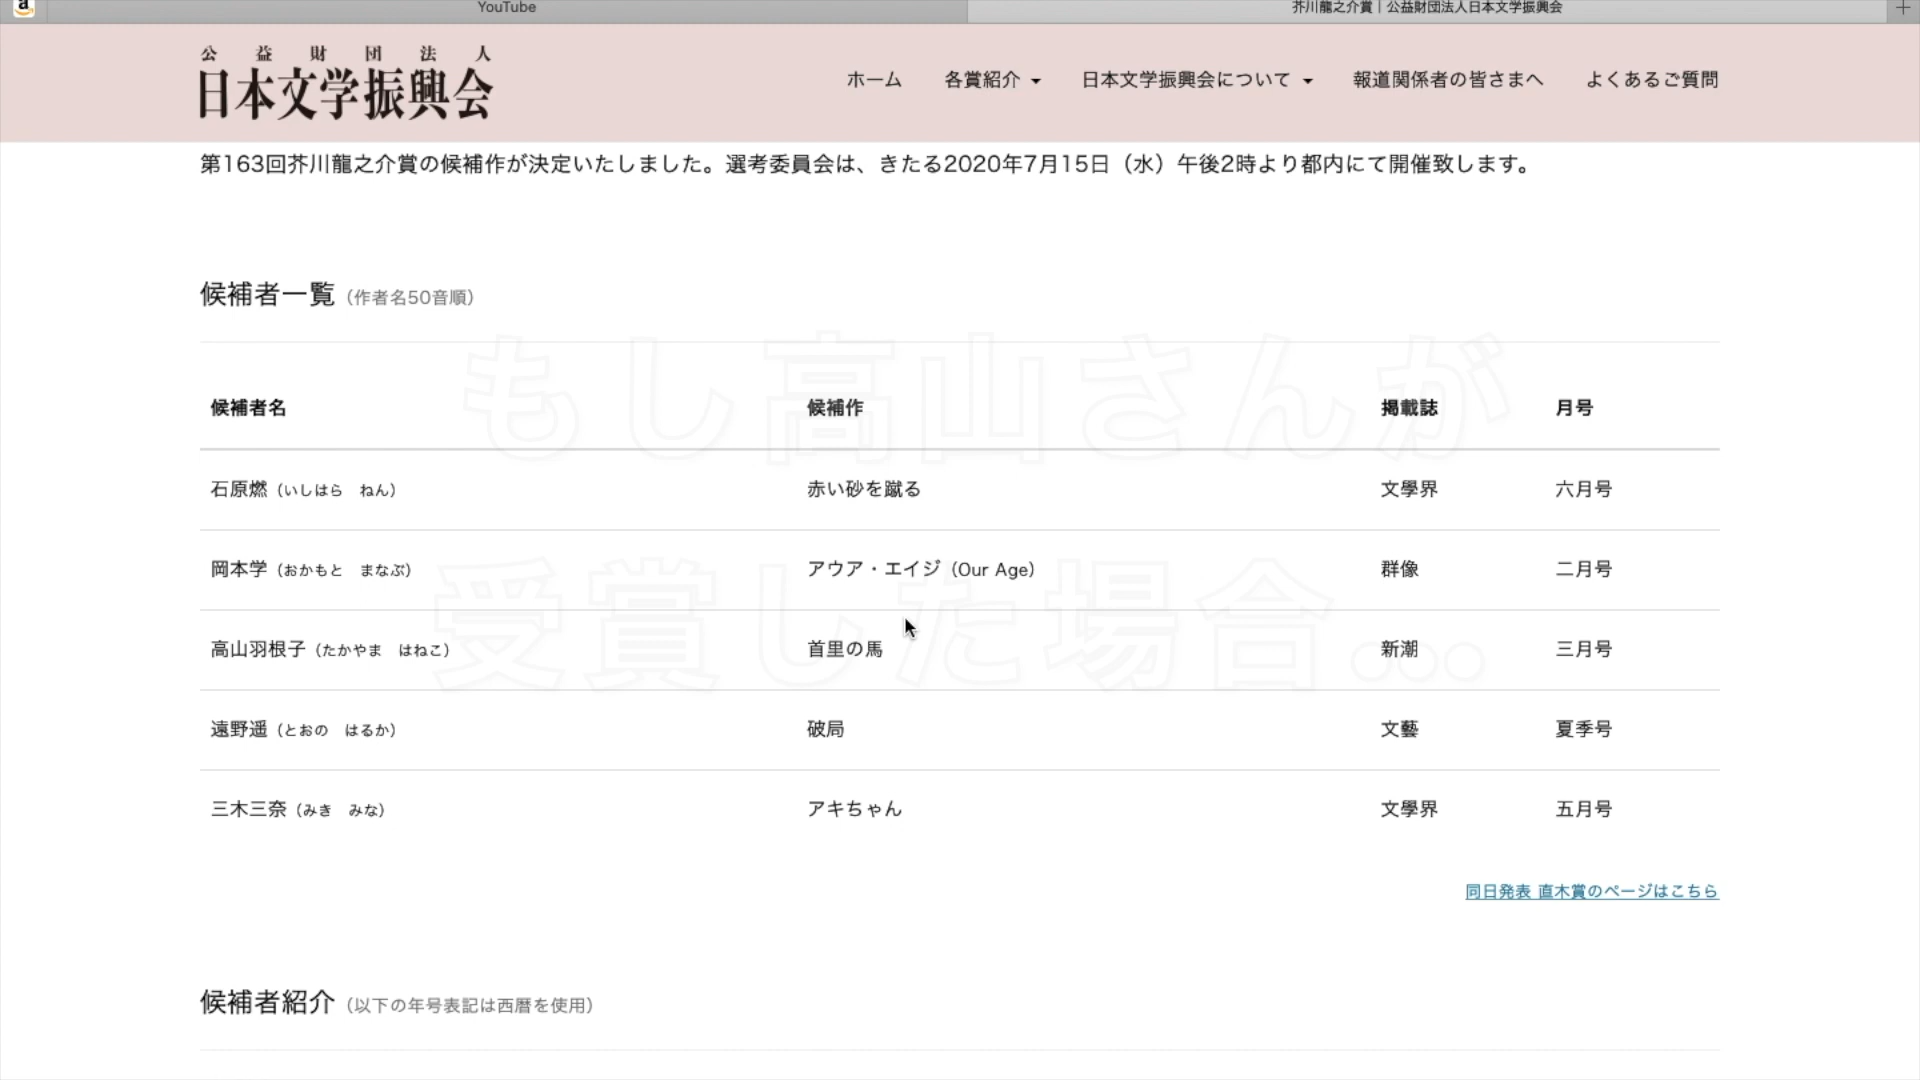 YouTube
芥川龍之介賞｜公益財団法人日本文学振興会
公益財団法人
日本文学振興会
ホーム 各賞紹介 日本文学振興会について 報道関係者の皆さまへ よくあるご質問
第163回芥川龍之介賞の候補作が決定いたしました。選考委員会は、きたる2020年7月15日（水）午後2時より都内にて開催致します。
候補者一覧（作者名50音順）
もし高山さんが
候補者名 候補作 掲載誌 月号
石原燃（いしはら　ねん） 赤い砂を蹴る 文學界 六月号
岡本学（おかもと　まなぶ） アウア・エイジ（Our Age） 群像 二月号
受賞した場合...
高山羽根子（たかやま　はねこ） 首里の馬 新潮 三月号
遠野遥（とおの　はるか） 破局 文藝 夏季号
三木三奈（みき　みな） アキちゃん 文學界 五月号
同日発表 直木賞のページはこちら
候補者紹介（以下の年号表記は西暦を使用）